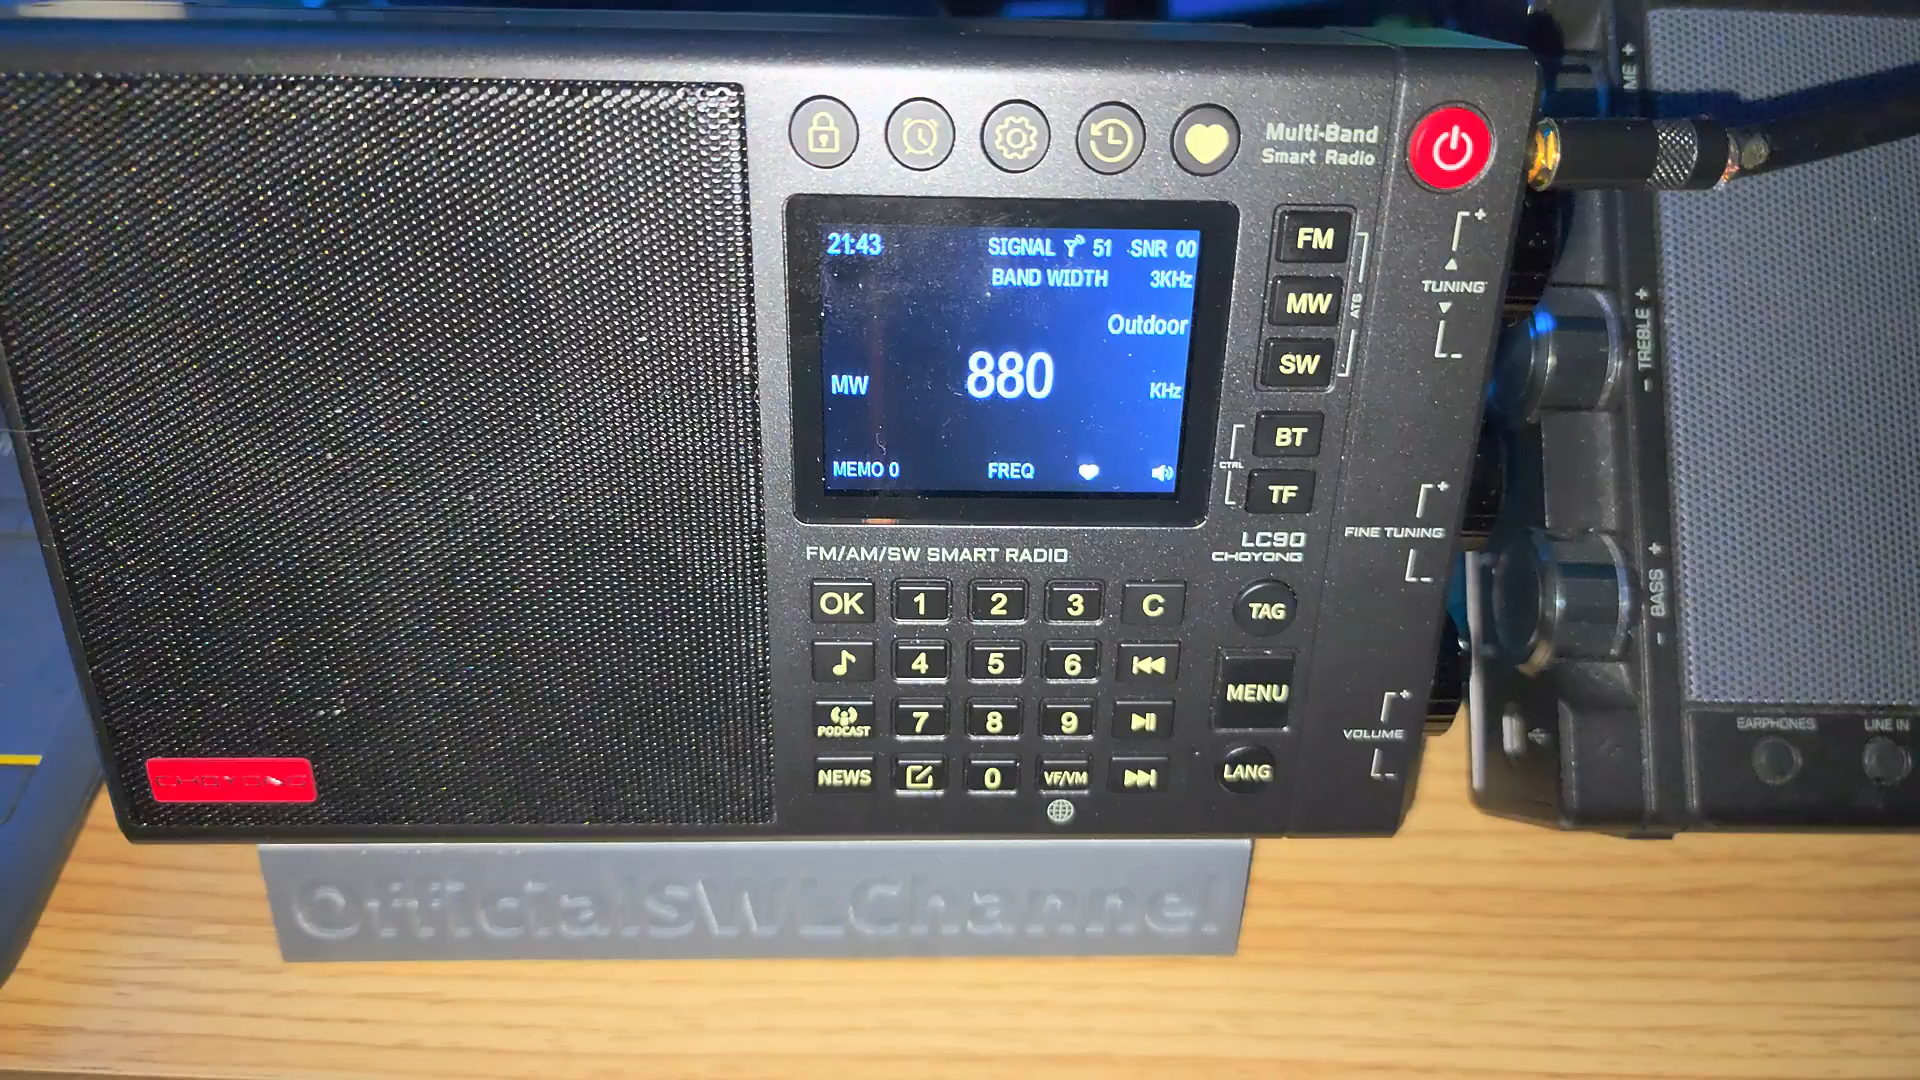 Multi-Band
Smart Radio
21:43
SIGNAL 51 SNR 00
BAND WIDTH 3KHz
Outdoor
MW 880 KHz
MEMO 0 FREQ
FM
MW
SW
ATS
BT
CTRL
TF
LC90
CHOYONG
FM/AM/SW SMART RADIO
OK 1 2 3 C
4 5 6
PODCAST 7 8 9
NEWS 0 VF/VM
TAG
MENU
LANG
+
TUNING
-
+
FINE TUNING
-
+
VOLUME
-
CHOYONG
OfficialSWLChannel
- TREBLE +
- BASS +
EARPHONES LINE IN